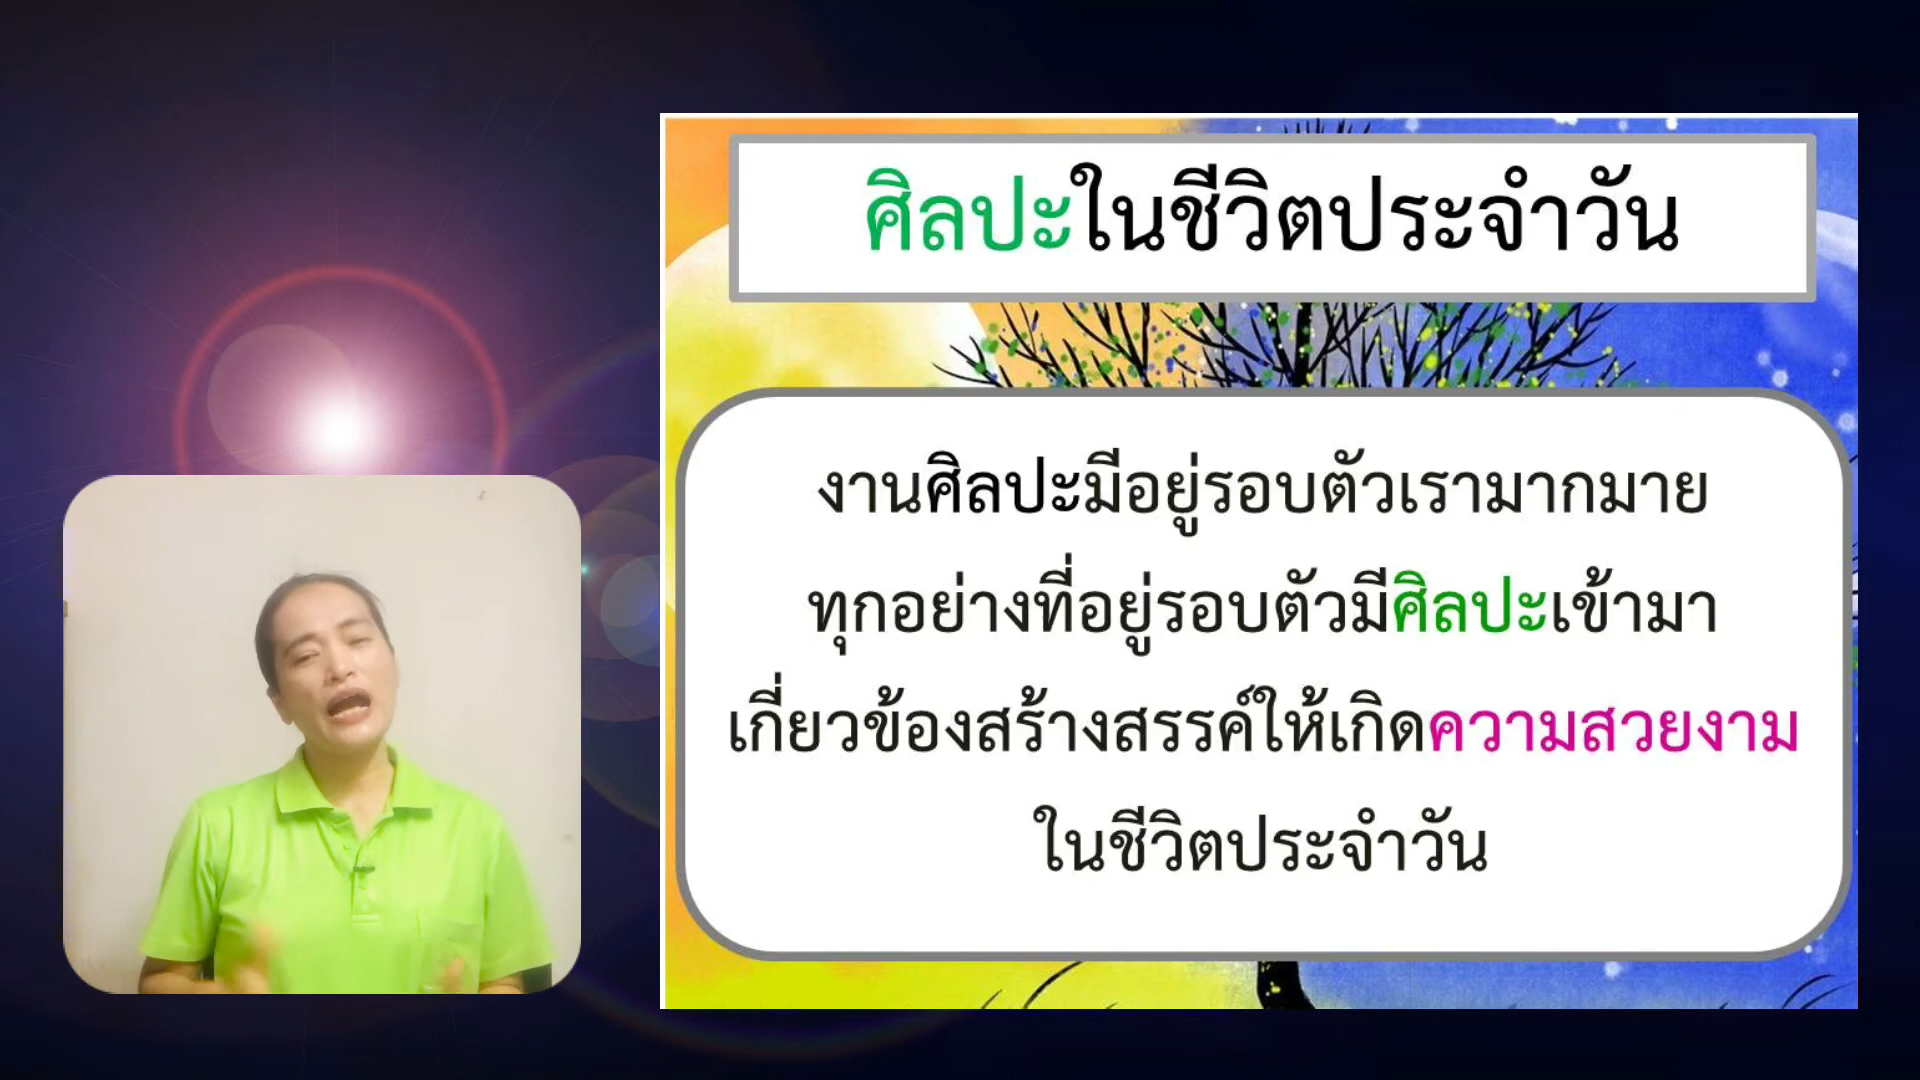 ศิลปะในชีวิตประจำวัน
งานศิลปะมีอยู่รอบตัวเรามากมาย
ทุกอย่างที่อยู่รอบตัวมีศิลปะเข้ามา
เกี่ยวข้องสร้างสรรค์ให้เกิดความสวยงาม
ในชีวิตประจำวัน